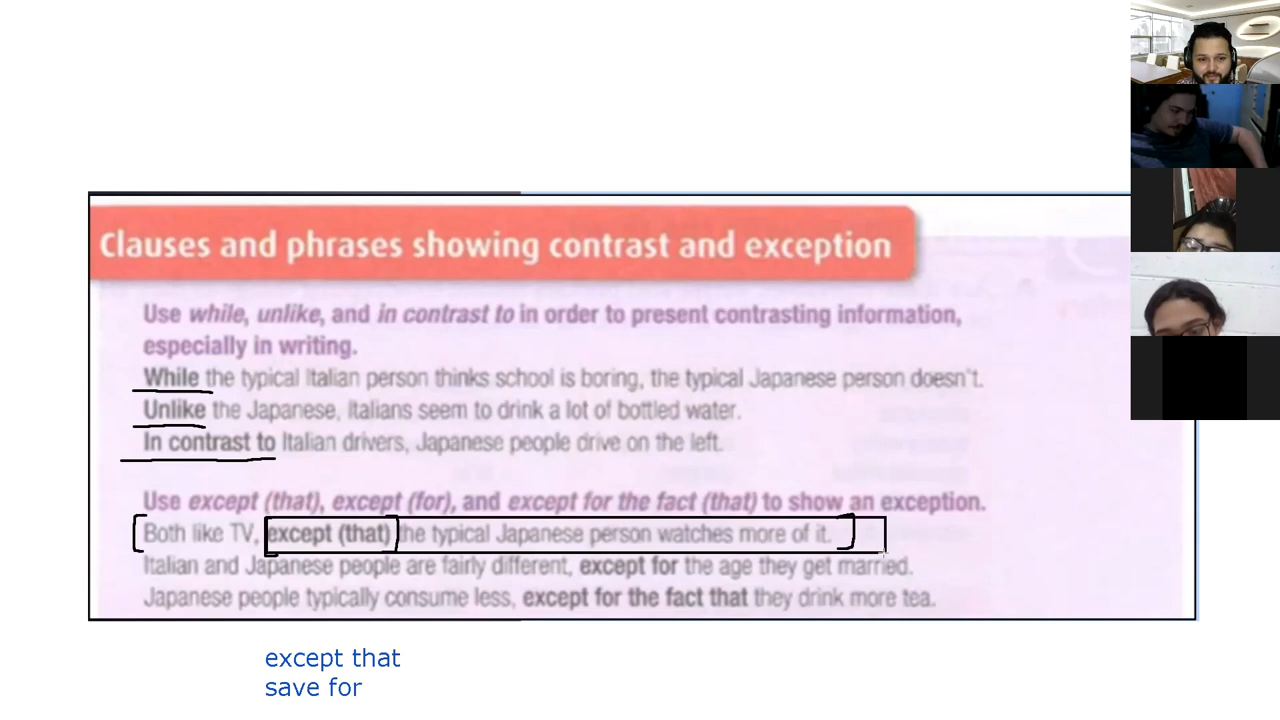 Clauses and phrases showing contrast and exception
Use while, unlike, and in contrast to in order to present contrasting information,
especially in writing.
While the typical Italian person thinks school is boring, the typical Japanese person doesn't.
Unlike the Japanese, Italians seem to drink a lot of bottled water.
In contrast to Italian drivers, Japanese people drive on the left.
Use except (that), except (for), and except for the fact (that) to show an exception.
Both like TV, except (that) the typical Japanese person watches more of it.
Italian and Japanese people are fairly different, except for the age they get married.
Japanese people typically consume less, except for the fact that they drink more tea.
except that
save for